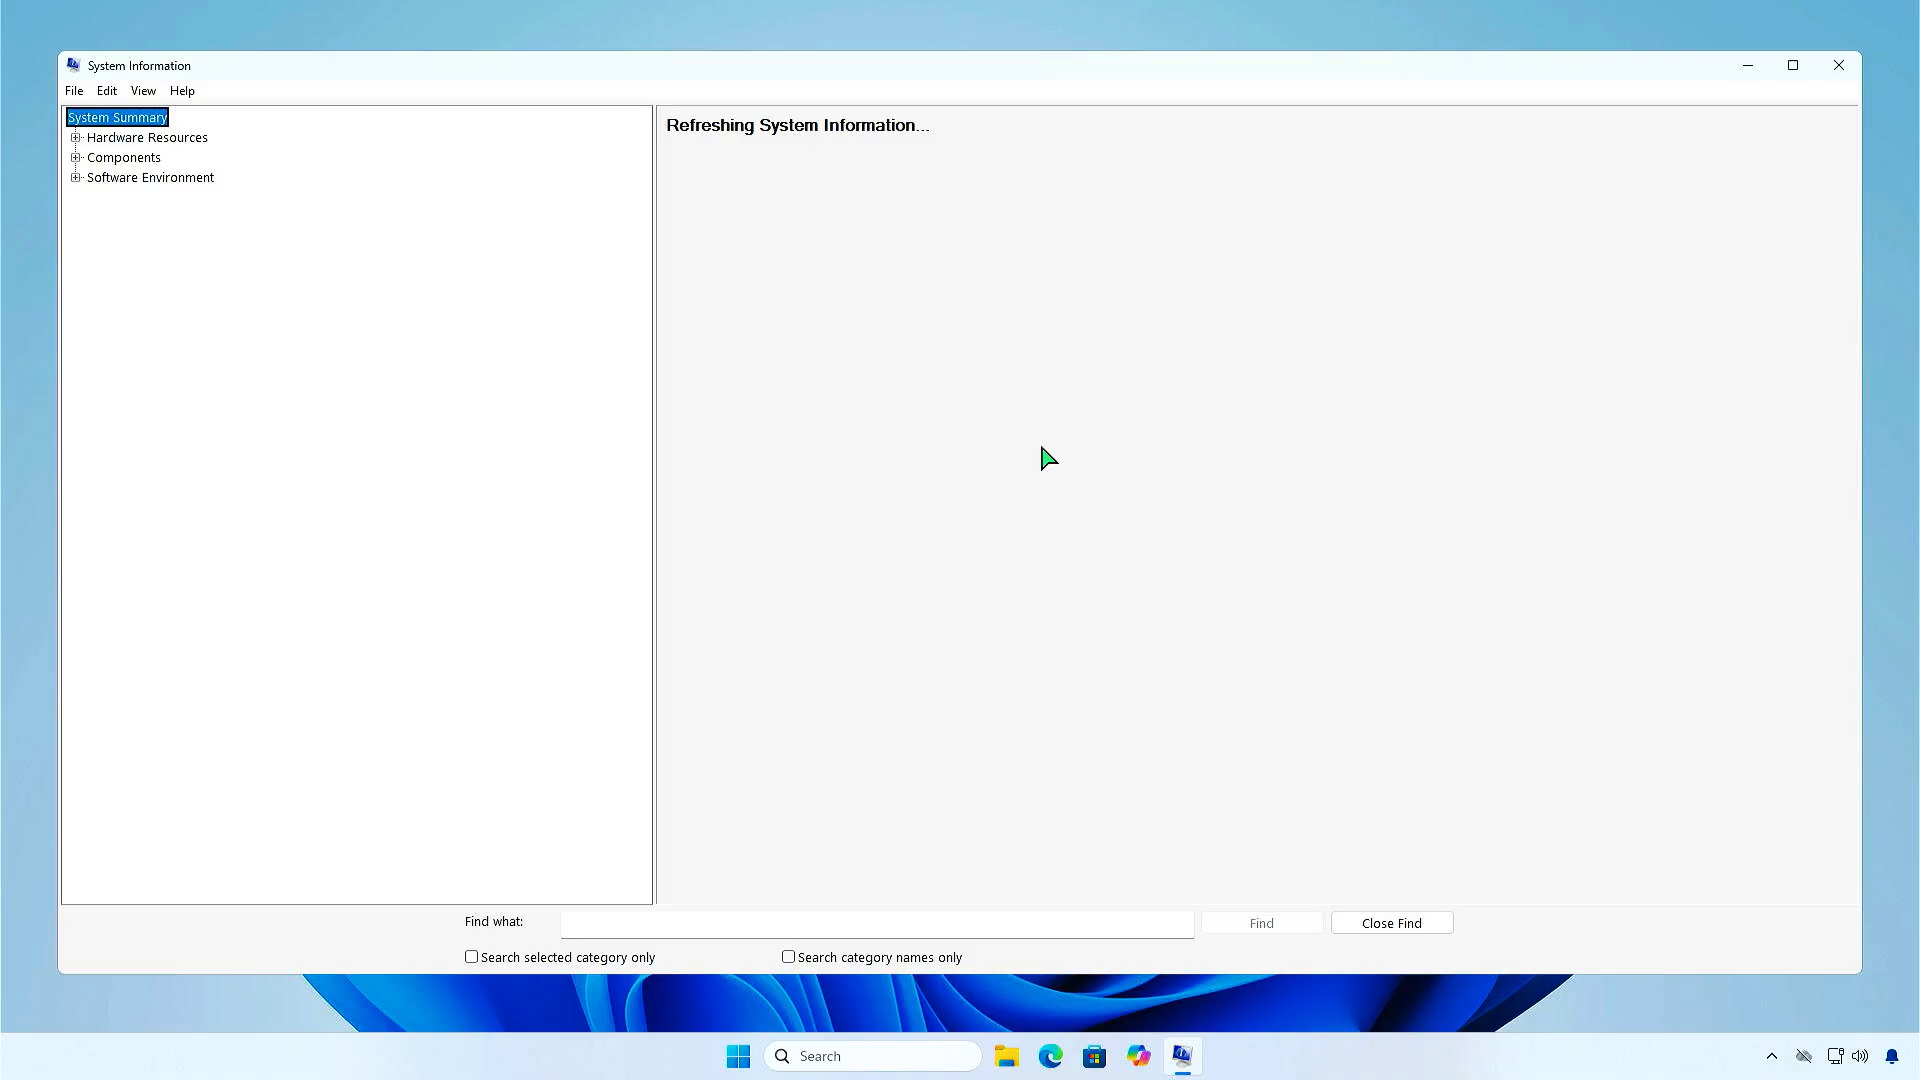 System Information
File Edit View Help
System Summary
Hardware Resources
Components
Software Environment
Refreshing System Information...
Find what:
Find
Close Find
Search selected category only
Search category names only
Search